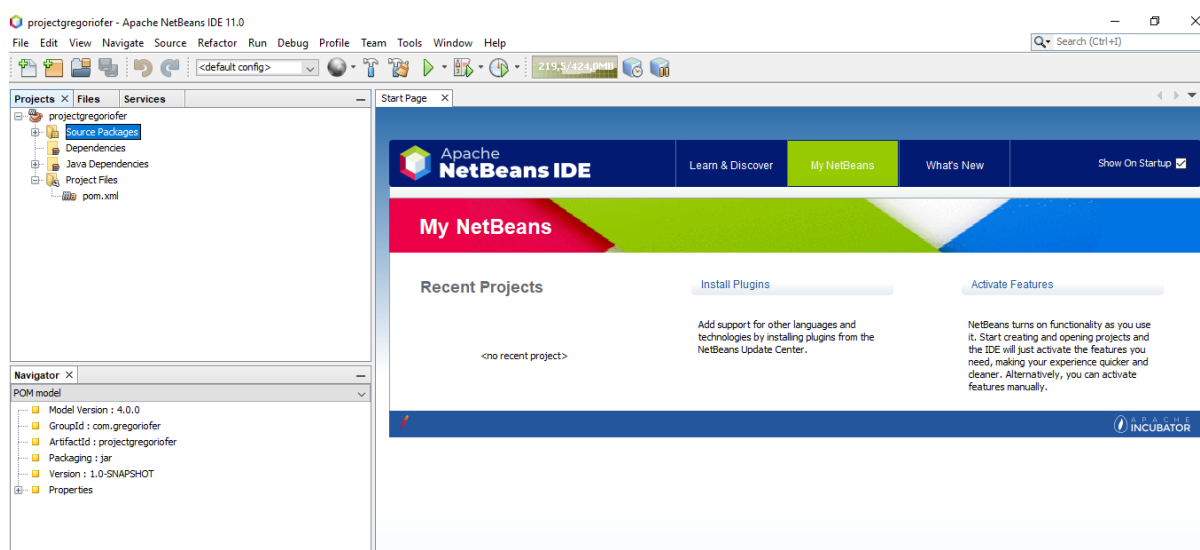 projectgregoriofer - Apache NetBeans IDE 11.0
File Edit View Navigate Source Refactor Run Debug Profile Team Tools Window Help
Search (Ctrl+I)
<default config>
219,5/424,0MB
Projects Files Services
projectgregoriofer
Source Packages
Dependencies
Java Dependencies
Project Files
pom.xml
Navigator
POM model
Model Version : 4.0.0
GroupId : com.gregoriofer
ArtifactId : projectgregoriofer
Packaging : jar
Version : 1.0-SNAPSHOT
Properties
Start Page
Apache
NetBeans IDE
Learn & Discover
My NetBeans
What's New
Show On Startup
My NetBeans
Recent Projects
<no recent project>
Install Plugins
Add support for other languages and
technologies by installing plugins from the
NetBeans Update Center.
Activate Features
NetBeans turns on functionality as you use
it. Start creating and opening projects and
the IDE will just activate the features you
need, making your experience quicker and
cleaner. Alternatively, you can activate
features manually.
APACHE
INCUBATOR